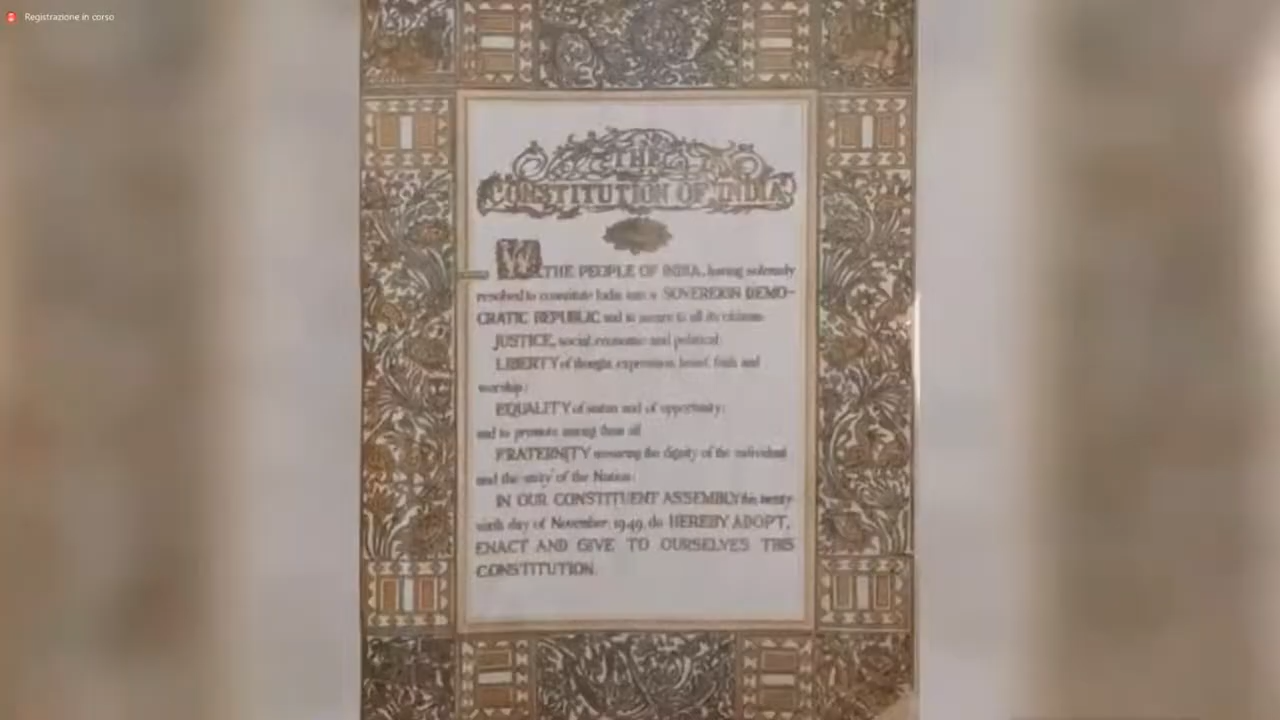 Registrazione in corso
THE
CONSTITUTION OF INDIA
WE, THE PEOPLE OF INDIA, having solemnly
resolved to constitute India into a SOVEREIGN DEMO-
CRATIC REPUBLIC and to secure to all its citizens:
JUSTICE, social, economic and political;
LIBERTY of thought, expression, belief, faith and
worship;
EQUALITY of status and of opportunity;
and to promote among them all
FRATERNITY assuring the dignity of the individual
and the unity of the Nation;
IN OUR CONSTITUENT ASSEMBLY this twenty-
sixth day of November, 1949, do HEREBY ADOPT,
ENACT AND GIVE TO OURSELVES THIS
CONSTITUTION.